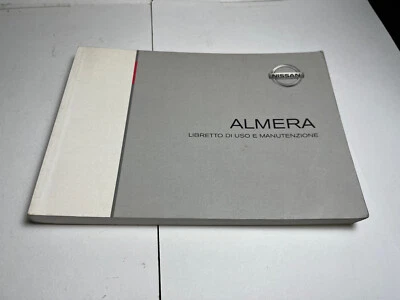 NISSAN
ALMERA
LIBRETTO DI USO E MANUTENZIONE